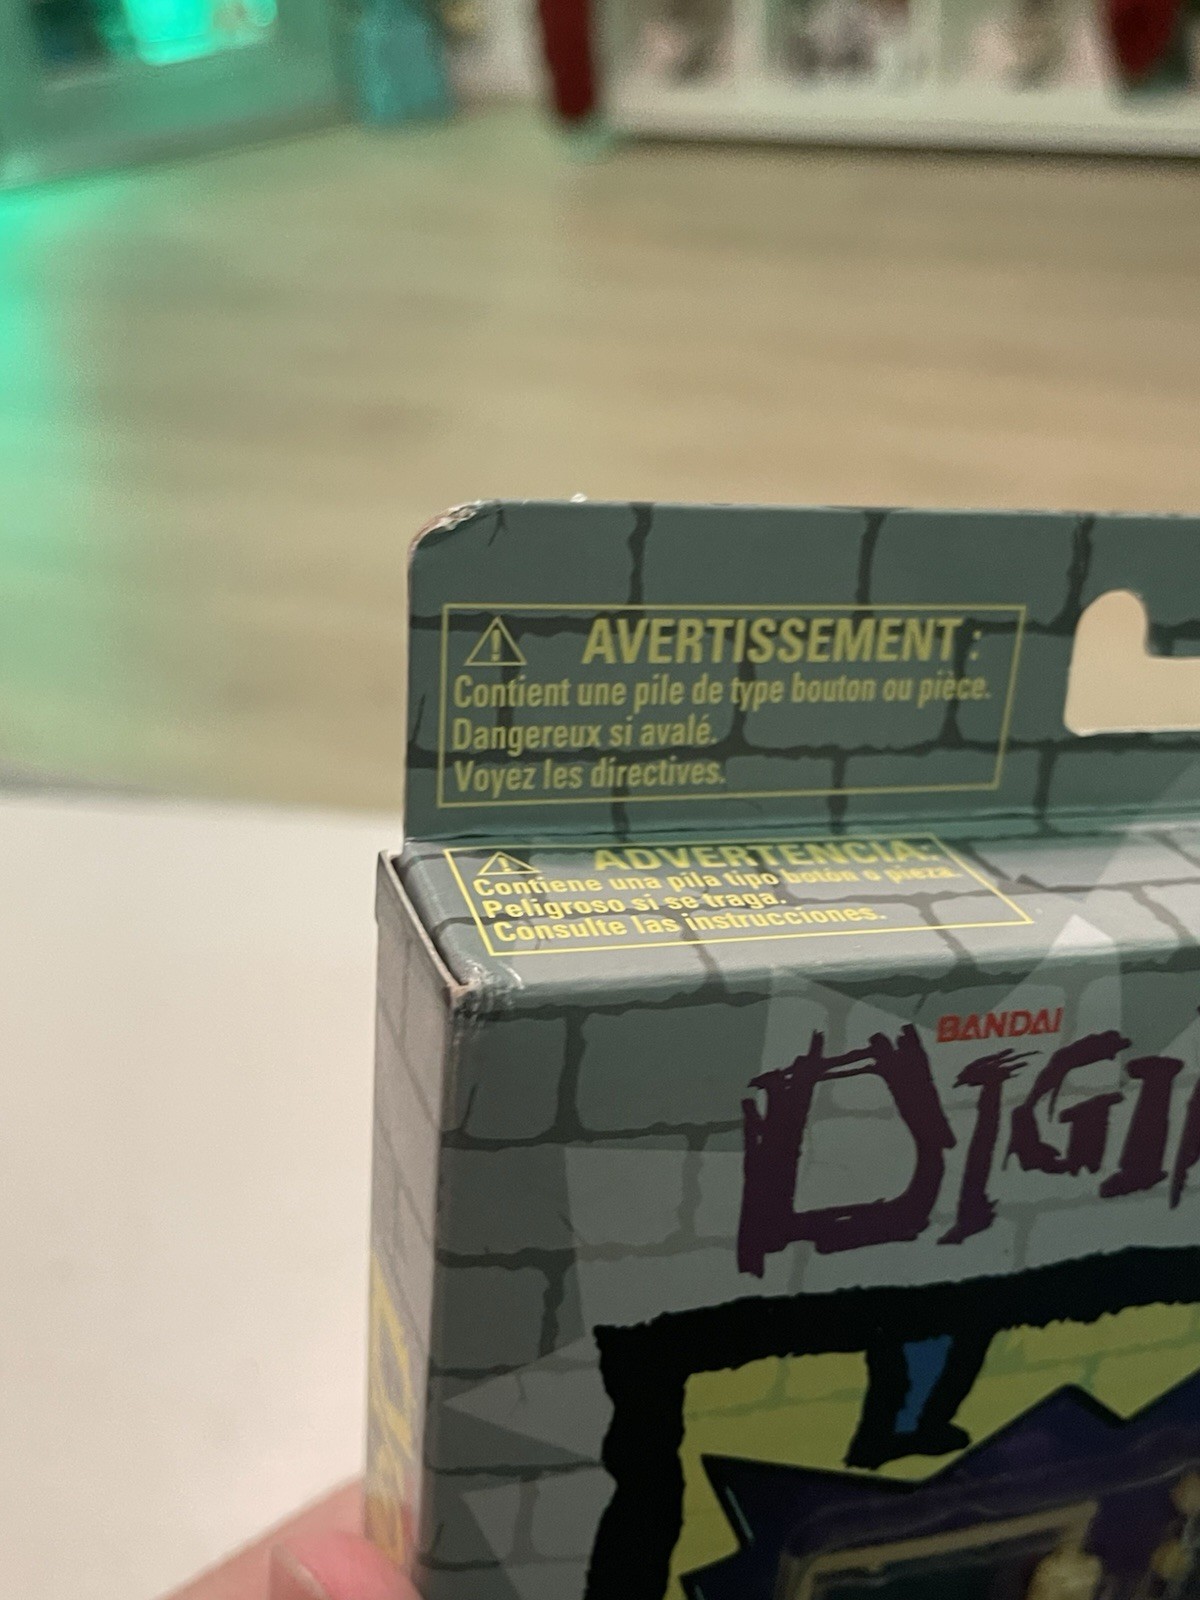 AVERTISSEMENT :
Contient une pile de type bouton ou pièce.
Dangereux si avalé.
Voyez les directives.
ADVERTENCIA:
Contiene una pila tipo botón o pieza.
Peligroso si se traga.
Consulte las instrucciones.
BANDAI
DIGI